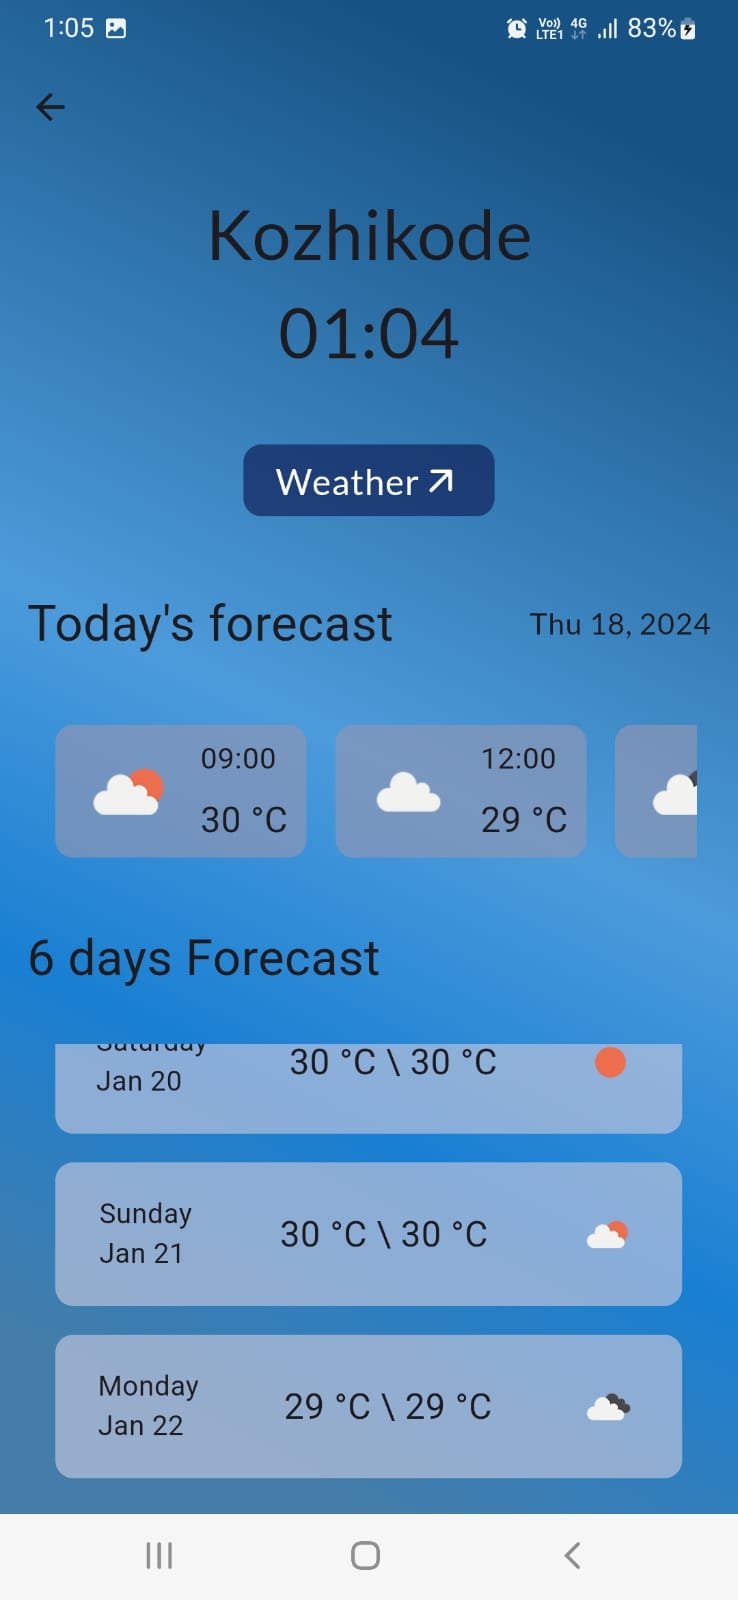 1:05 Vo)) LTE1 4G 83%
Kozhikode
01:04
Weather
Today's forecast Thu 18, 2024
09:00 12:00
30 °C 29 °C
6 days Forecast
Saturday
30 °C \ 30 °C
Jan 20
Sunday
30 °C \ 30 °C
Jan 21
Monday
29 °C \ 29 °C
Jan 22